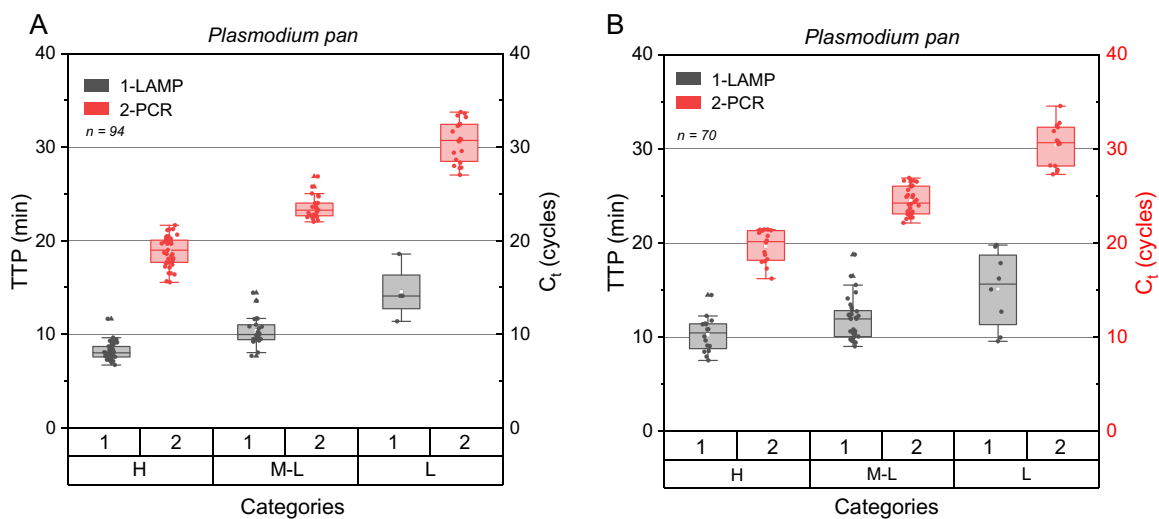 A
Plasmodium pan
40
30
20
10
0
TTP (min)
1-LAMP
2-PCR
n = 94
40
30
20
10
0
Ct (cycles)
1 2 1 2 1 2
H M-L L
Categories
B
Plasmodium pan
40
30
20
10
0
TTP (min)
1-LAMP
2-PCR
n = 70
40
30
20
10
0
Ct (cycles)
1 2 1 2 1 2
H M-L L
Categories